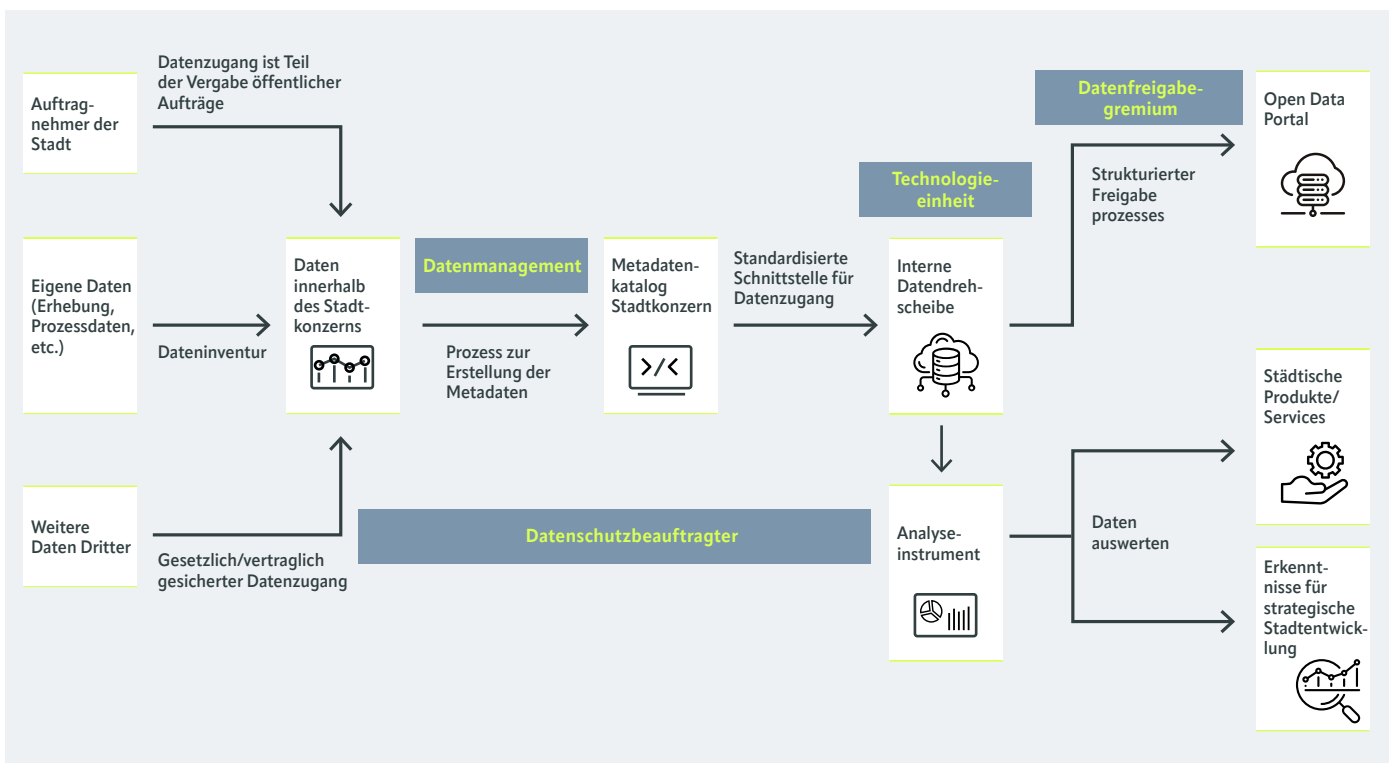 Auftrag-
nehmer der
Stadt
Datenzugang ist Teil
der Vergabe öffentlicher
Aufträge
Eigene Daten
(Erhebung,
Prozessdaten,
etc.)
Dateninventur
Weitere
Daten Dritter
Gesetzlich/vertraglich
gesicherter Datenzugang
Daten
innerhalb
des Stadt-
konzerns
Datenmanagement
Prozess zur
Erstellung der
Metadaten
Metadaten-
katalog
Stadtkonzern
Standardisierte
Schnittstelle für
Datenzugang
Technologie-
einheit
Interne
Datendreh-
scheibe
Datenschutzbeauftragter
Analyse-
instrument
Datenfreigabe-
gremium
Strukturierter
Freigabe
prozesses
Open Data
Portal
Daten
auswerten
Städtische
Produkte/
Services
Erkennt-
nisse für
strategische
Stadtentwick-
lung